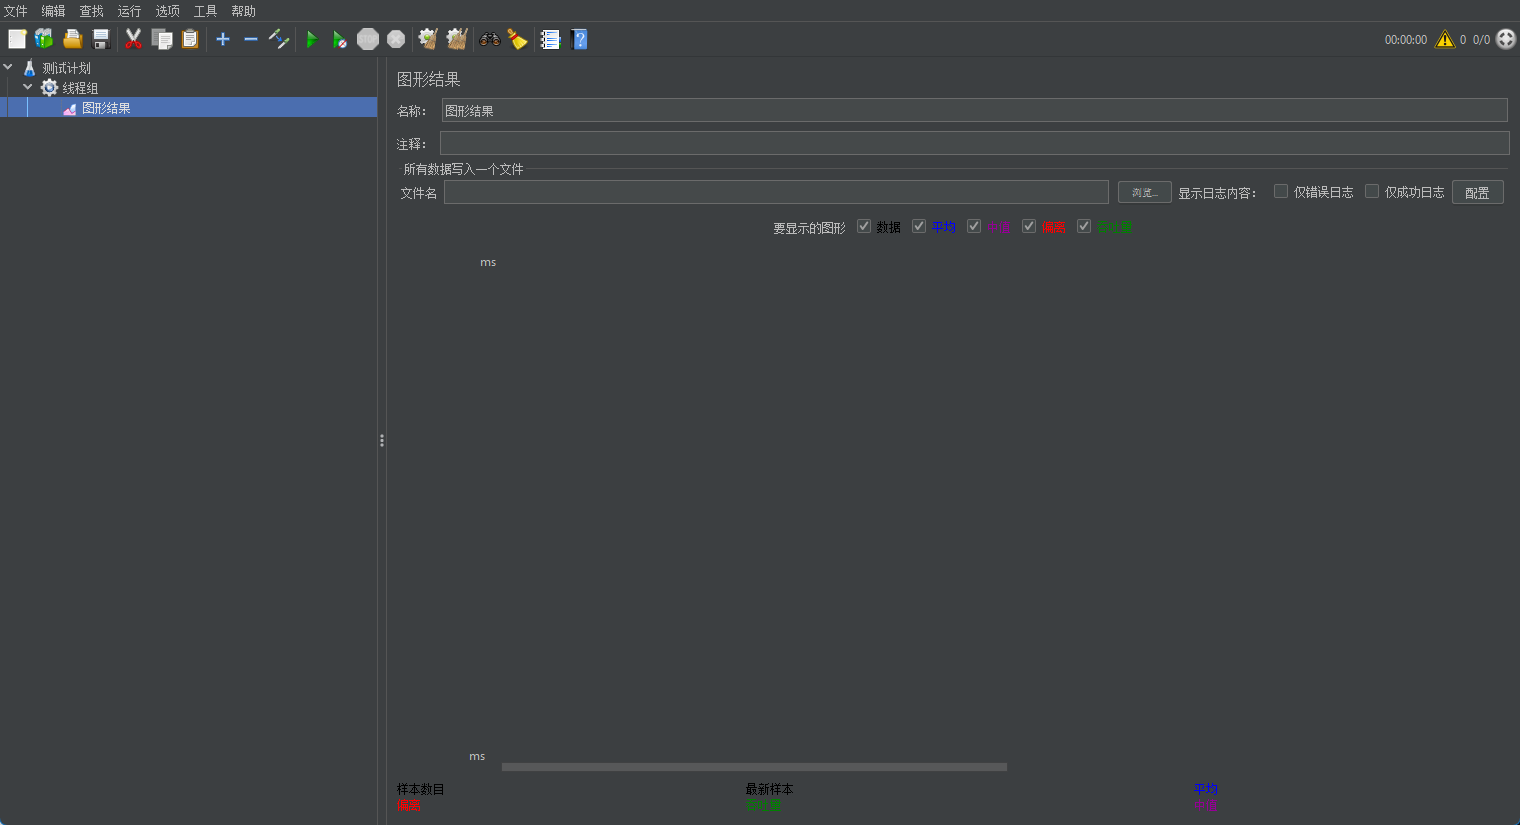 文件 编辑 查找 运行 选项 工具 帮助
STOP
00:00:00 0 0/0
测试计划
线程组
图形结果
图形结果
名称： 图形结果
注释：
所有数据写入一个文件
文件名 浏览... 显示日志内容： 仅错误日志 仅成功日志 配置
要显示的图形 数据 平均 中值 偏离 吞吐量
ms
ms
样本数目 最新样本 平均
偏离 吞吐量 中值